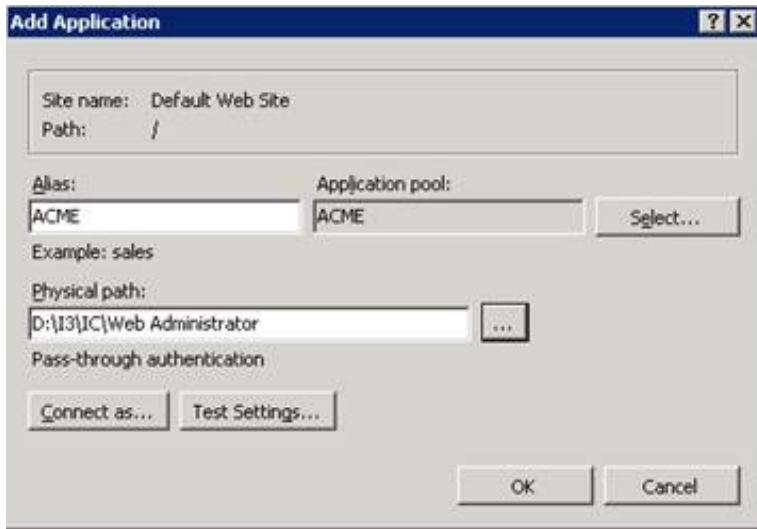 Add Application
Site name: Default Web Site
Path: /
Alias: Application pool:
ACME ACME Select...
Example: sales
Physical path:
D:\I3\IC\Web Administrator ...
Pass-through authentication
Connect as... Test Settings...
OK Cancel